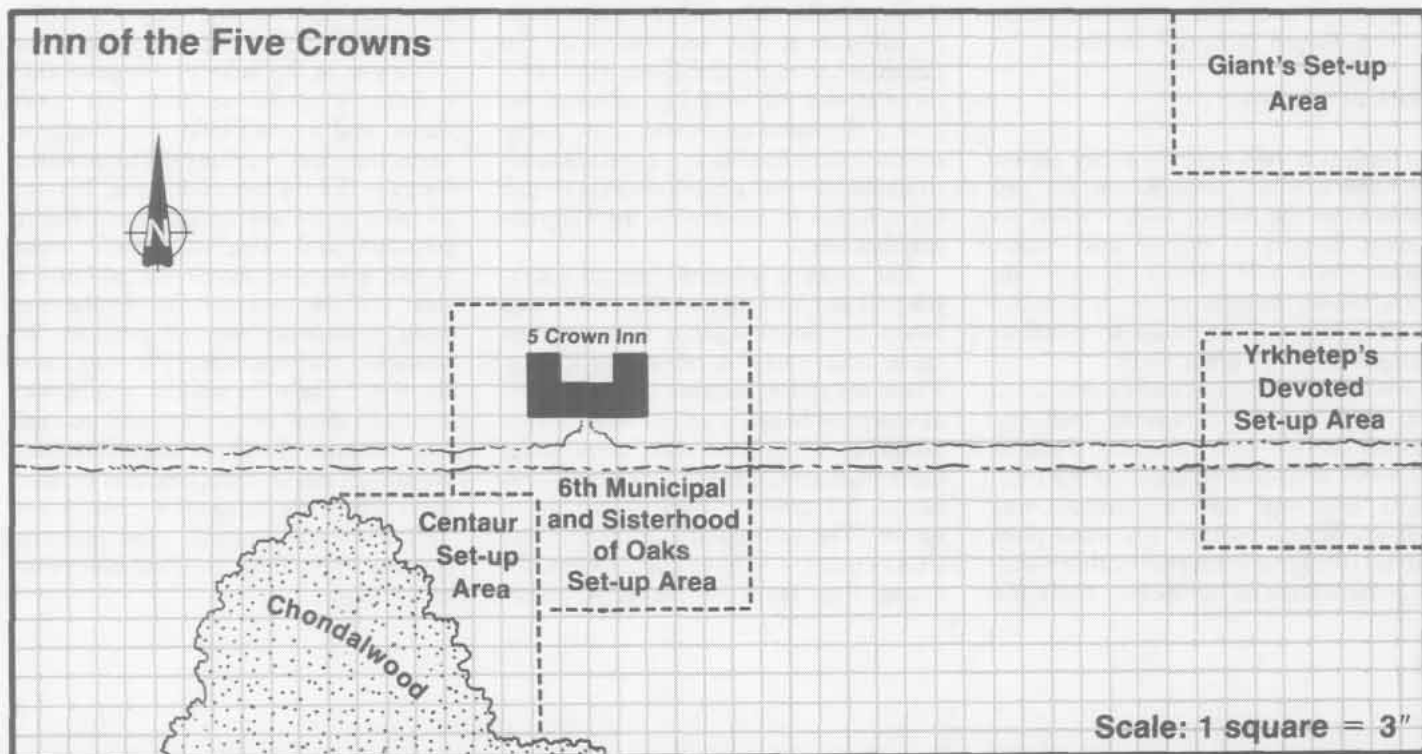 Inn of the Five Crowns
Giant's Set-up
Area
N
5 Crown Inn
Yrkhetep's
Devoted
Set-up Area
6th Municipal
and Sisterhood
of Oaks
Set-up Area
Centaur
Set-up
Area
Chondalwood
Scale: 1 square = 3"